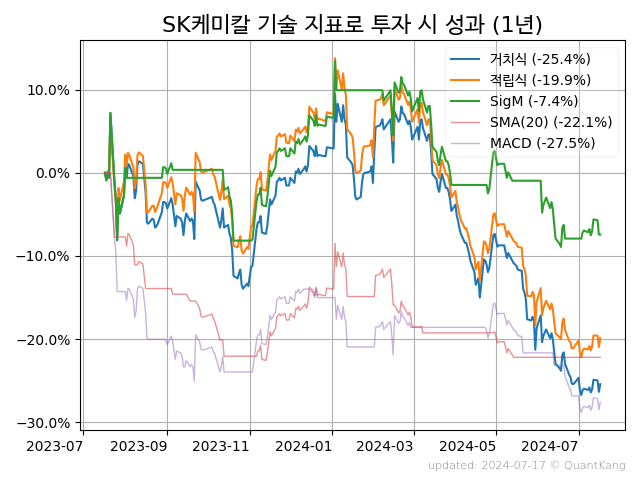 SK케미칼 기술 지표로 투자 시 성과 (1년)
거치식 (-25.4%)
적립식 (-19.9%)
SigM (-7.4%)
SMA(20) (-22.1%)
MACD (-27.5%)
10.0%
0.0%
−10.0%
−20.0%
−30.0%
2023-07 2023-09 2023-11 2024-01 2024-03 2024-05 2024-07
updated: 2024-07-17 © QuantKang